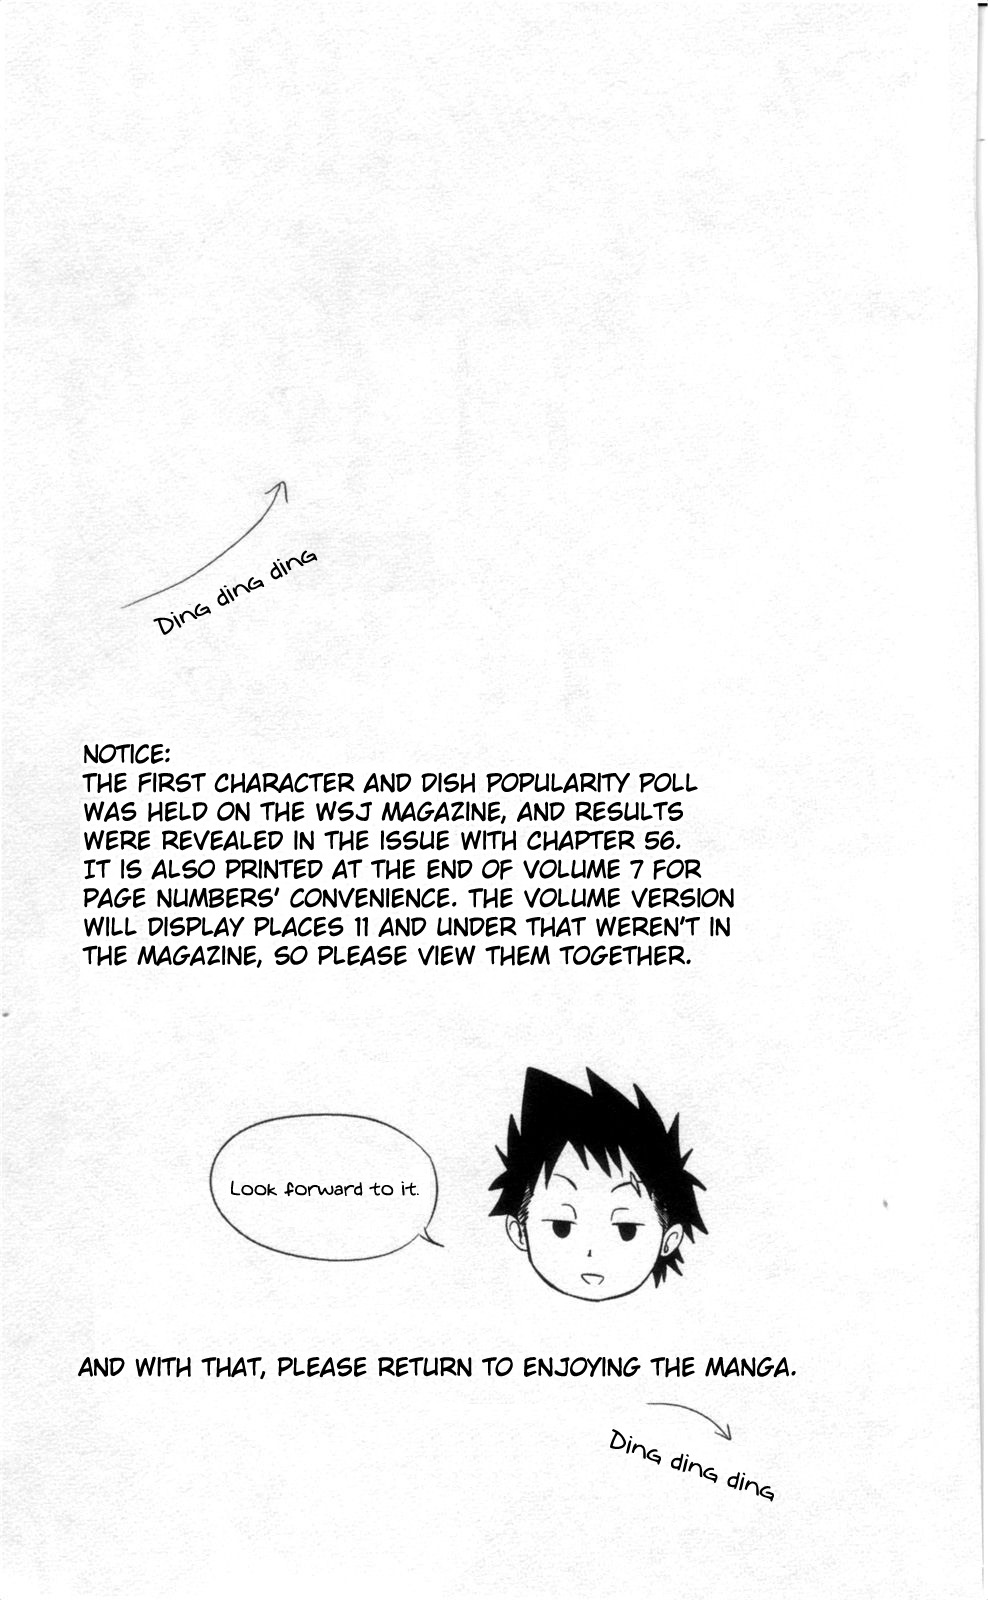 Ding ding ding
NOTICE:
THE FIRST CHARACTER AND DISH POPULARITY POLL
WAS HELD ON THE WSJ MAGAZINE, AND RESULTS
WERE REVEALED IN THE ISSUE WITH CHAPTER 56.
IT IS ALSO PRINTED AT THE END OF VOLUME 7 FOR
PAGE NUMBERS' CONVENIENCE. THE VOLUME VERSION
WILL DISPLAY PLACES 11 AND UNDER THAT WEREN'T IN
THE MAGAZINE, SO PLEASE VIEW THEM TOGETHER.
Look forward to it.
AND WITH THAT, PLEASE RETURN TO ENJOYING THE MANGA.
Ding ding ding